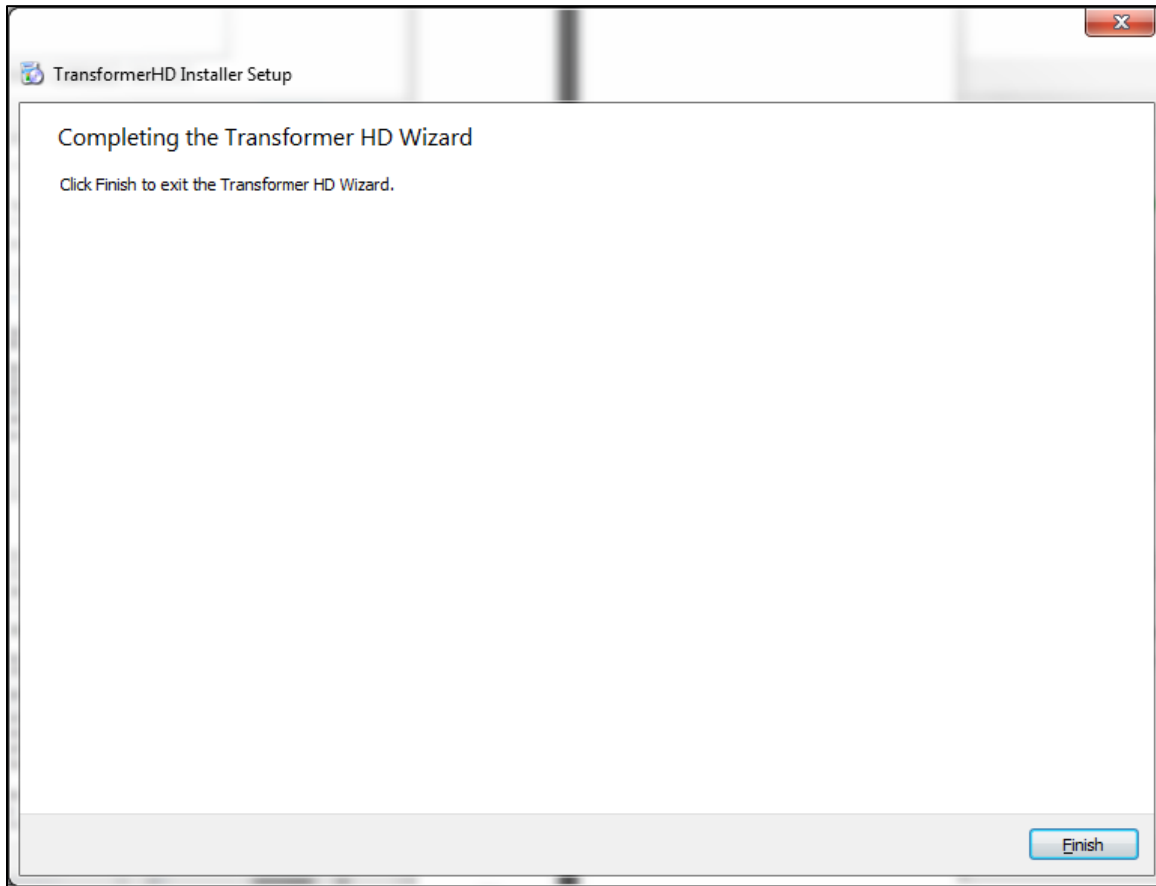 TransformerHD Installer Setup
Completing the Transformer HD Wizard
Click Finish to exit the Transformer HD Wizard.
Finish